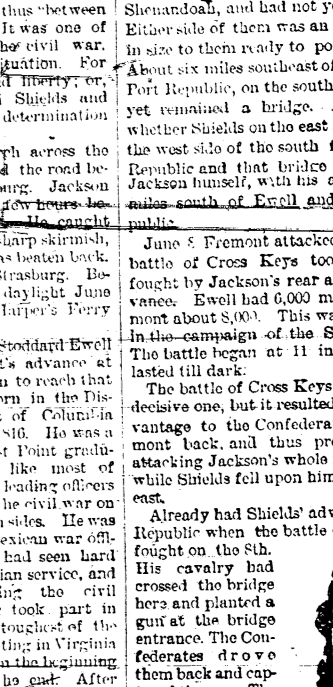 thus "between
It was one of
he civil war.
ituation. For
d liberty; or,
Shields and
determination
rch across the
d the road be-
burg. Jackson
few hours be-
He caught
harp skirmish,
as beaten back.
Strasburg. Be-
daylight June
Harper's Ferry
Stoddard Ewell
t's advance at
n to reach that
orn in the Dis-
t of Columbia
816. He was a
t Point gradu-
like most of
leading officers
he civil war on
sides. He was
exican war offi-
had seen hard
ian service, and
ing the civil
took part in
toughest of the
ting in Virginia
m the beginning
he end. After
Shenandoah, and had not y
Either side of them was an
in size to them ready to po
About six miles southeast of
Port Republic, on the south
yet remained a bridge.
whether Shields on the east
the west side of the south f
Republic and that bridge
Jackson himself, with his
miles south of Ewell and
public.
June 8 Fremont attacked
battle of Cross Keys too
fought by Jackson's rear a
vance. Ewell had 6,000 m
mont about 8,000. This wa
In the campaign of the S
The battle began at 11 in
lasted till dark.
The battle of Cross Keys
decisive one, but it resulted
vantage to the Confedera
mont back, and thus pre
attacking Jackson's whole
while Shields fell upon him
east.
Already had Shields' adv
Republic when the battle
fought on the 8th.
His cavalry had
crossed the bridge
here and planted a
gun at the bridge
entrance. The Con-
federates drove
them back and cap-